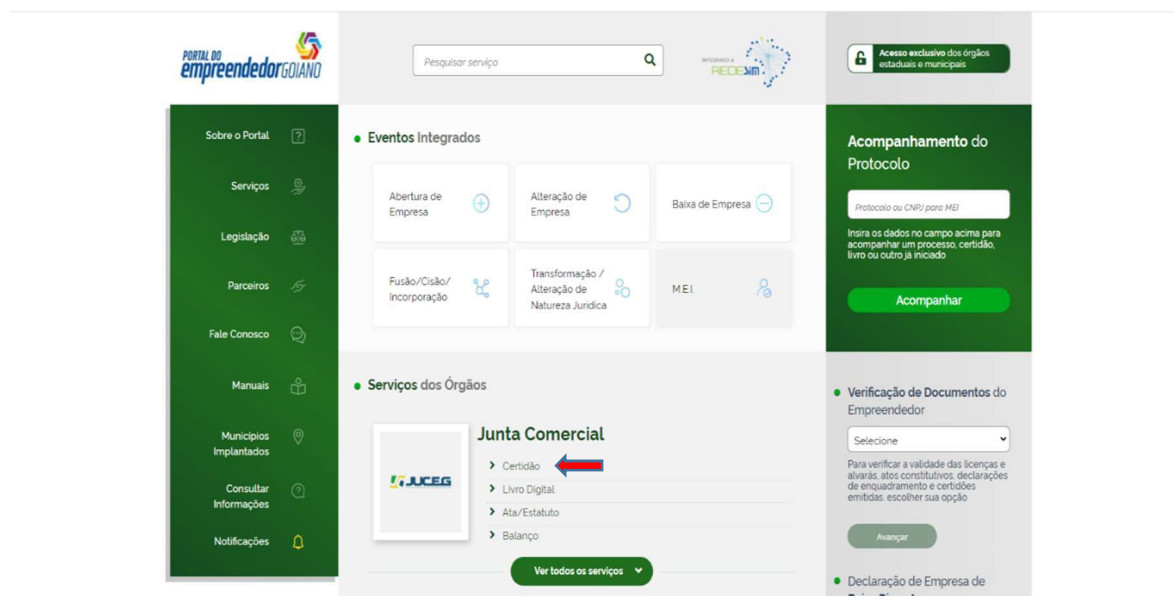 PORTAL DO
empreendedorGOIANO
Pesquisar serviço
INTEGRADO A
REDESIM
Acesso exclusivo dos órgãos
estaduais e municipais
Sobre o Portal
Serviços
Legislação
Parceiros
Fale Conosco
Manuais
Municípios
Implantados
Consultar
Informações
Notificações
Eventos Integrados
Abertura de
Empresa
Alteração de
Empresa
Baixa de Empresa
Fusão/Cisão/
Incorporação
Transformação /
Alteração de
Natureza Juridica
M.E.I.
Serviços dos Órgãos
JUCEG
Junta Comercial
Certidão
Livro Digital
Ata/Estatuto
Balanço
Ver todos os serviços
Acompanhamento do
Protocolo
Protocolo ou CNPJ para MEI
Insira os dados no campo acima para
acompanhar um processo, certidão,
livro ou outro já iniciado
Acompanhar
Verificação de Documentos do
Empreendedor
Selecione
Para verificar a validade das licenças e
alvarás, atos constitutivos, declarações
de enquadramento e certidões
emitidas, escolher sua opção
Avançar
Declaração de Empresa de